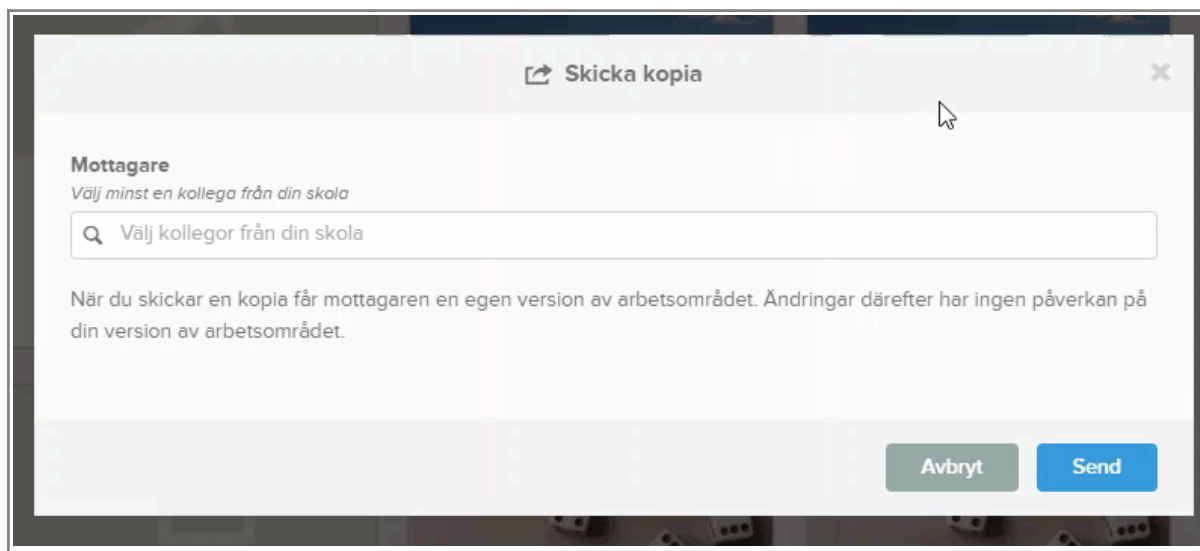 Skicka kopia
Mottagare
Välj minst en kollega från din skola
Välj kollegor från din skola
När du skickar en kopia får mottagaren en egen version av arbetsområdet. Ändringar därefter har ingen påverkan på
din version av arbetsområdet.
Avbryt
Send